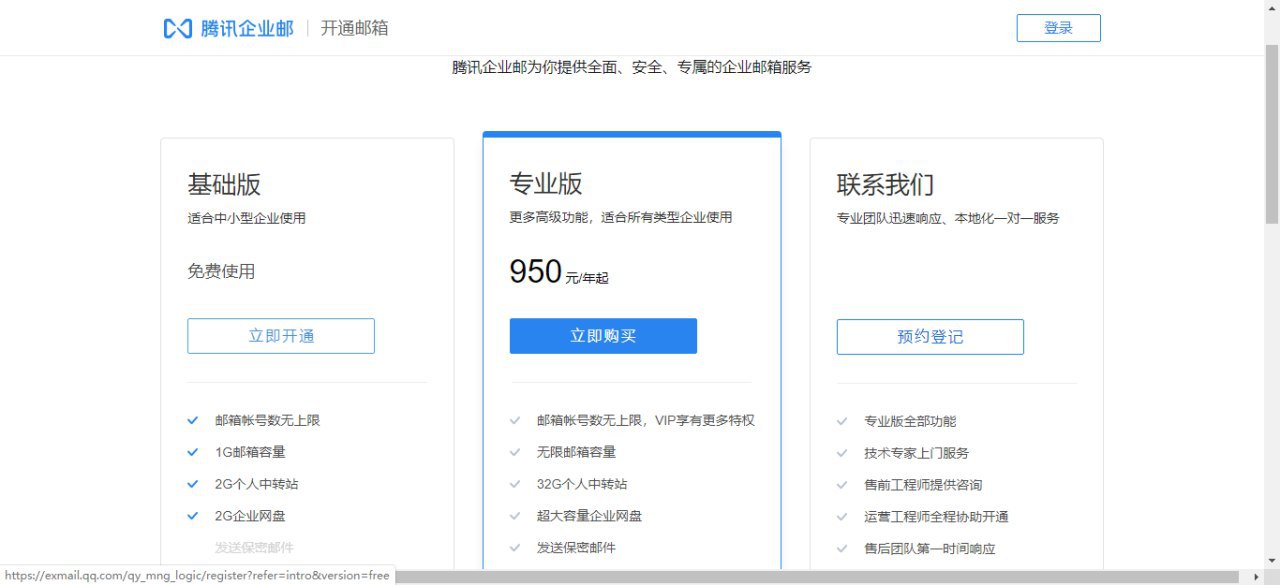 腾讯企业邮 开通邮箱
登录
腾讯企业邮为你提供全面、安全、专属的企业邮箱服务
基础版
适合中小型企业使用
免费使用
立即开通
邮箱帐号数无上限
1G邮箱容量
2G个人中转站
2G企业网盘
发送保密邮件
专业版
更多高级功能，适合所有类型企业使用
950 元/年起
立即购买
邮箱帐号数无上限，VIP享有更多特权
无限邮箱容量
32G个人中转站
超大容量企业网盘
发送保密邮件
联系我们
专业团队迅速响应、本地化一对一服务
预约登记
专业版全部功能
技术专家上门服务
售前工程师提供咨询
运营工程师全程协助开通
售后团队第一时间响应
https://exmail.qq.com/qy_mng_logic/register?refer=intro&version=free